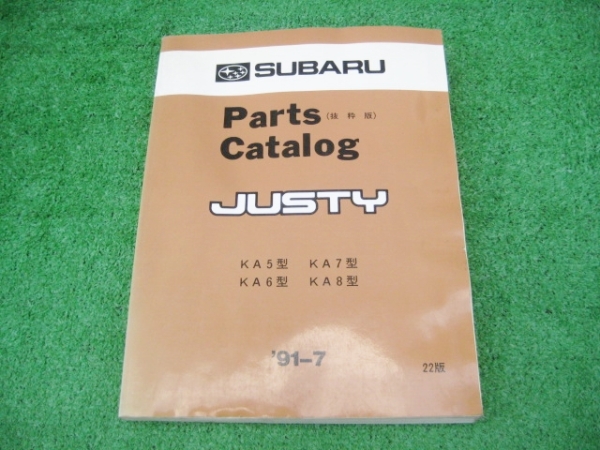 SUBARU
Parts (抜粋版)
Catalog
JUSTY
KA5型 KA7型
KA6型 KA8型
'91-7
22版